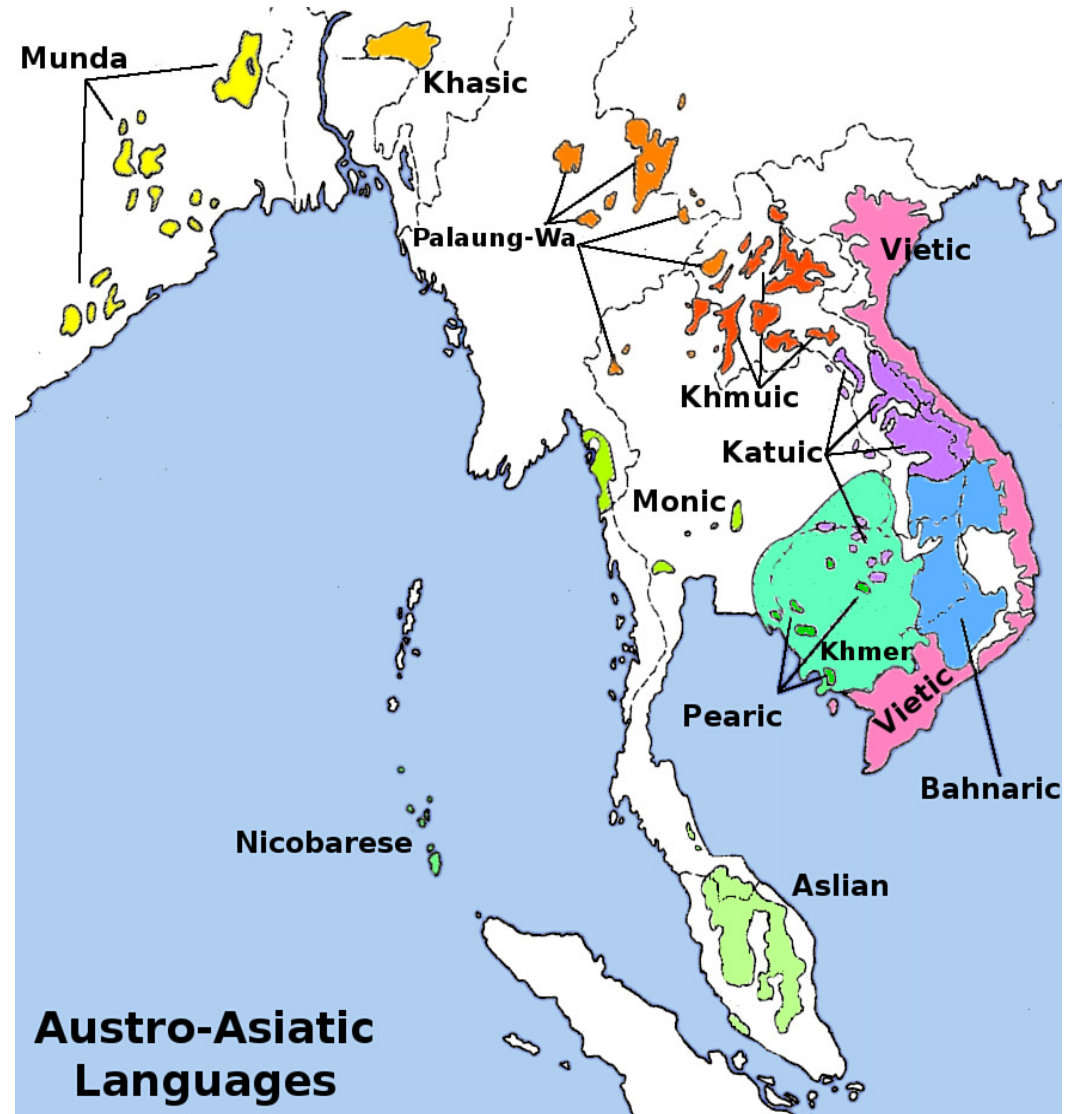 Munda
Khasic
Palaung-Wa
Vietic
Khmuic
Katuic
Monic
Khmer
Vietic
Pearic
Bahnaric
Nicobarese
Aslian
Austro-Asiatic
Languages